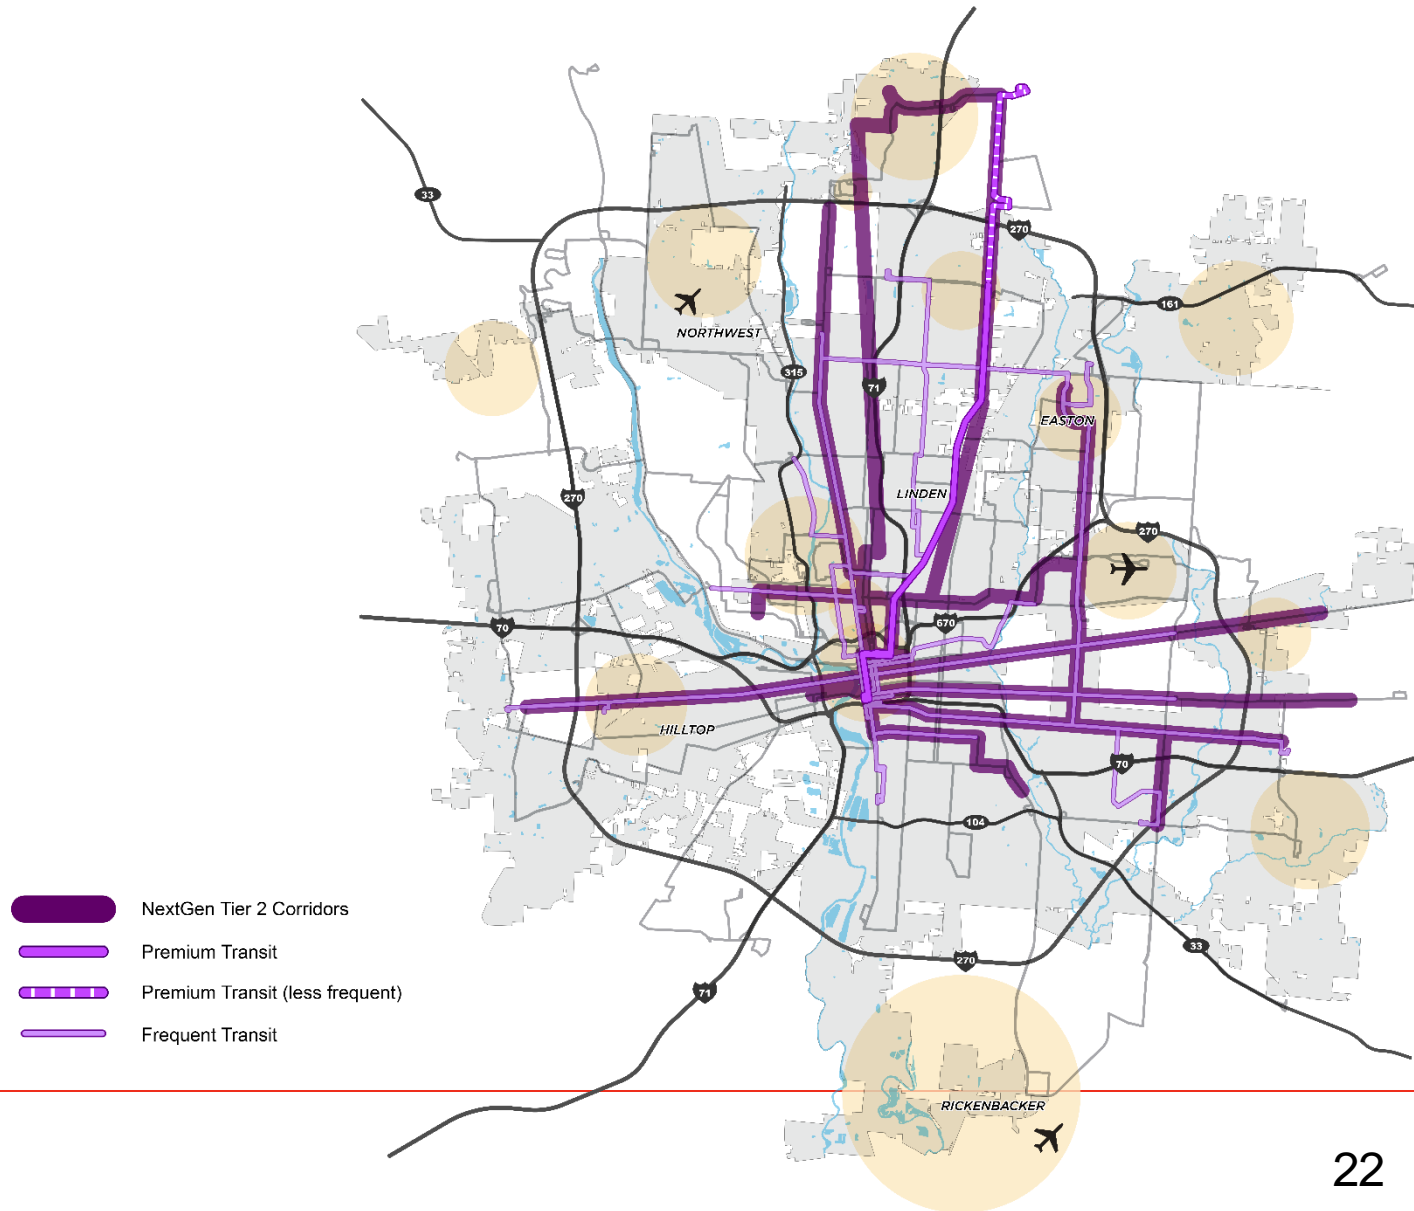 33
270
161
NORTHWEST
315
71
EASTON
LINDEN
270
270
70
670
HILLTOP
70
104
NextGen Tier 2 Corridors
Premium Transit
33
270
Premium Transit (less frequent)
71
Frequent Transit
RICKENBACKER
22